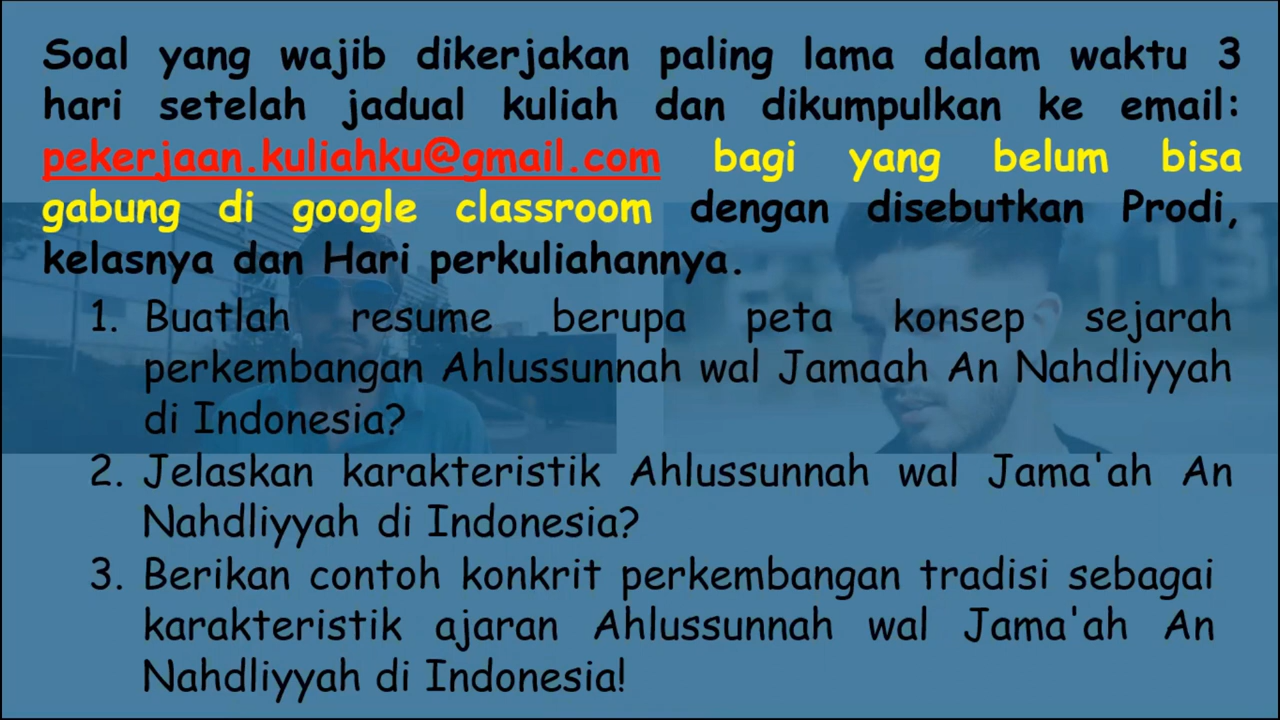 Soal yang wajib dikerjakan paling lama dalam waktu 3
hari setelah jadual kuliah dan dikumpulkan ke email:
pekerjaan.kuliahku@gmail.com bagi yang belum bisa
gabung di google classroom dengan disebutkan Prodi,
kelasnya dan Hari perkuliahannya.
1. Buatlah resume berupa peta konsep sejarah
perkembangan Ahlussunnah wal Jamaah An Nahdliyyah
di Indonesia?
2. Jelaskan karakteristik Ahlussunnah wal Jama'ah An
Nahdliyyah di Indonesia?
3. Berikan contoh konkrit perkembangan tradisi sebagai
karakteristik ajaran Ahlussunnah wal Jama'ah An
Nahdliyyah di Indonesia!